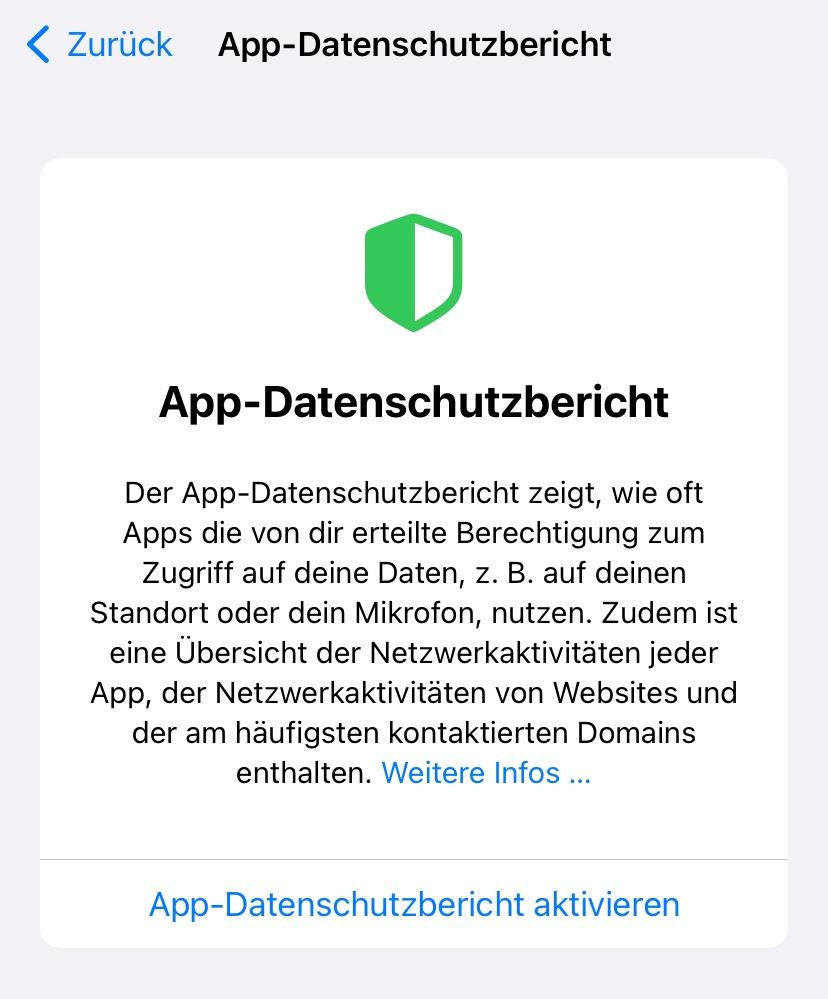 Zurück App-Datenschutzbericht
App-Datenschutzbericht
Der App-Datenschutzbericht zeigt, wie oft
Apps die von dir erteilte Berechtigung zum
Zugriff auf deine Daten, z. B. auf deinen
Standort oder dein Mikrofon, nutzen. Zudem ist
eine Übersicht der Netzwerkaktivitäten jeder
App, der Netzwerkaktivitäten von Websites und
der am häufigsten kontaktierten Domains
enthalten. Weitere Infos ...
App-Datenschutzbericht aktivieren